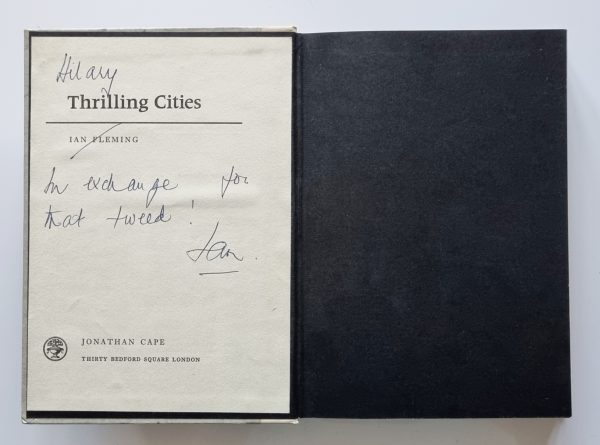 Hilary
Thrilling Cities
IAN FLEMING
In exchange for
that tweed!
Ian.
JONATHAN CAPE
THIRTY BEDFORD SQUARE LONDON